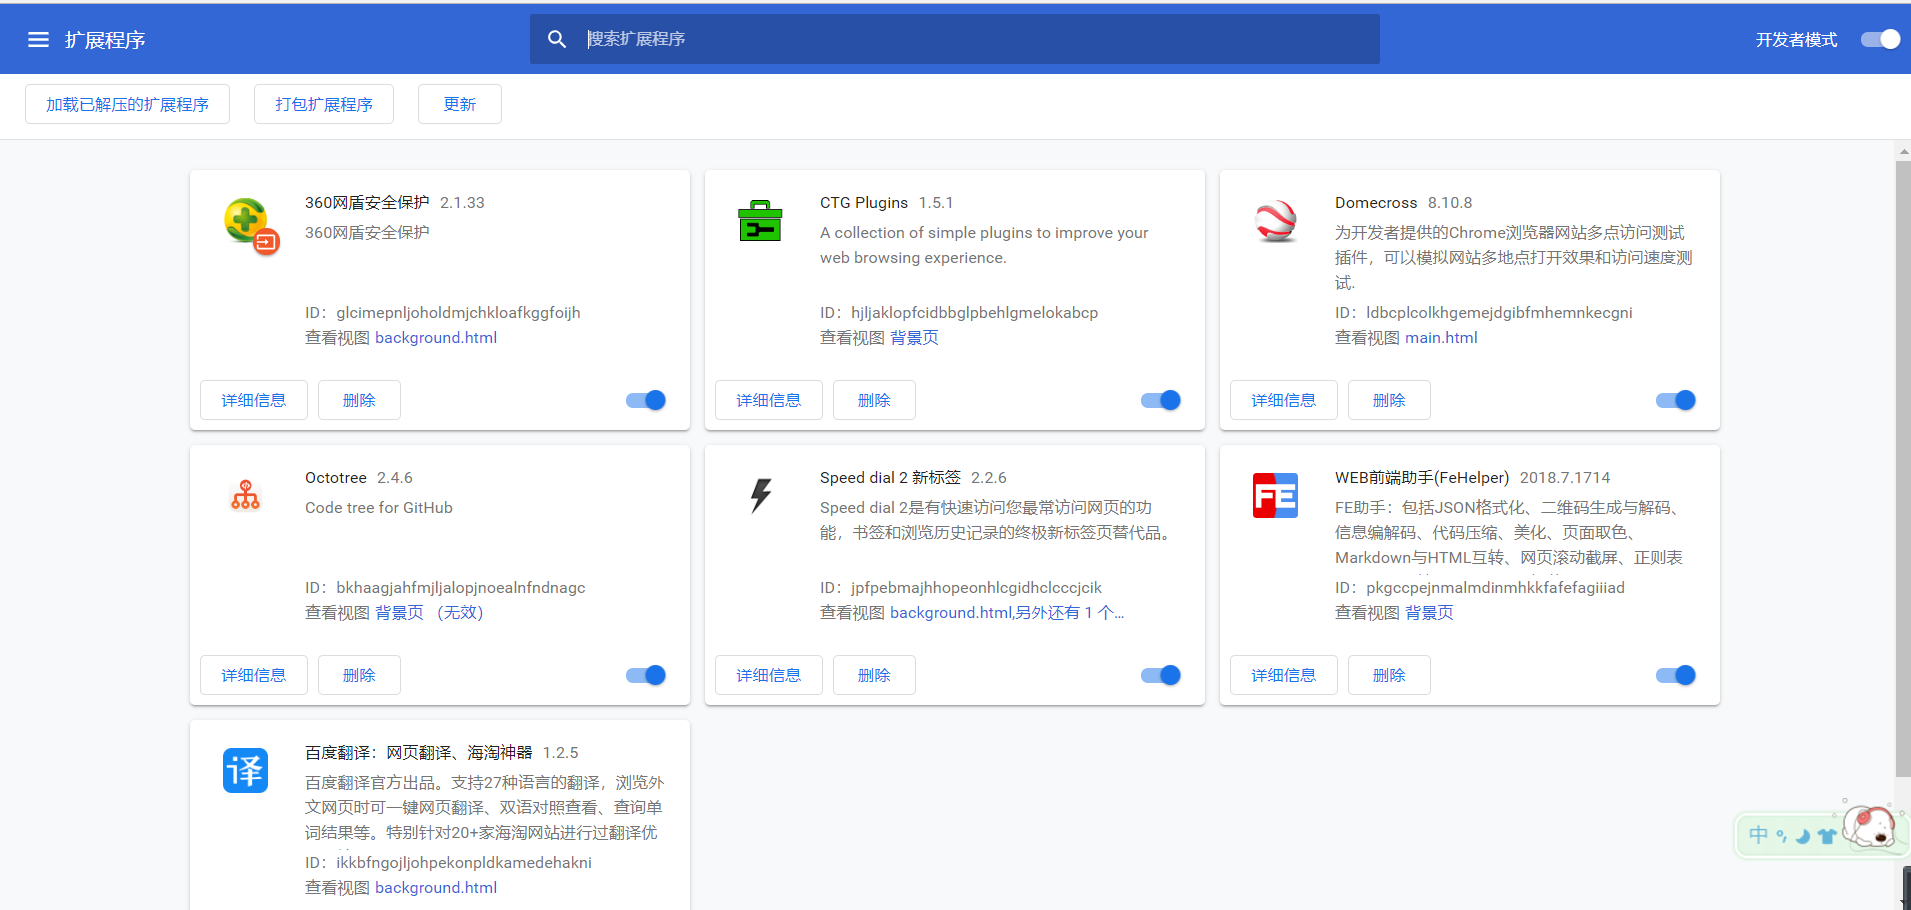 扩展程序
搜索扩展程序
开发者模式
加载已解压的扩展程序
打包扩展程序
更新
360网盾安全保护 2.1.33
360网盾安全保护
ID：glcimepnljoholdmjchkloafkggfoijh
查看视图 background.html
详细信息
删除
CTG Plugins 1.5.1
A collection of simple plugins to improve your
web browsing experience.
ID：hjljaklopfcidbbglpbehlgmelokabcp
查看视图 背景页
详细信息
删除
Domecross 8.10.8
为开发者提供的Chrome浏览器网站多点访问测试
插件，可以模拟网站多地点打开效果和访问速度测
试.
ID：ldbcplcolkhgemejdgibfmhemnkecgni
查看视图 main.html
详细信息
删除
Octotree 2.4.6
Code tree for GitHub
ID：bkhaagjahfmjljalopjnoealnfndnagc
查看视图 背景页 （无效）
详细信息
删除
Speed dial 2 新标签 2.2.6
Speed dial 2是有快速访问您最常访问网页的功
能，书签和浏览历史记录的终极新标签页替代品。
ID：jpfpebmajhhopeonhlcgidhclcccjcik
查看视图 background.html,另外还有 1 个...
详细信息
删除
FE
WEB前端助手(FeHelper) 2018.7.1714
FE助手：包括JSON格式化、二维码生成与解码、
信息编解码、代码压缩、美化、页面取色、
Markdown与HTML互转、网页滚动截屏、正则表
ID：pkgccpejnmalmdinmhkkfafefagiiiad
查看视图 背景页
详细信息
删除
译
百度翻译：网页翻译、海淘神器 1.2.5
百度翻译官方出品。支持27种语言的翻译，浏览外
文网页时可一键网页翻译、双语对照查看、查询单
词结果等。特别针对20+家海淘网站进行过翻译优
ID：ikkbfngojljohpekonpldkamedehakni
查看视图 background.html
中